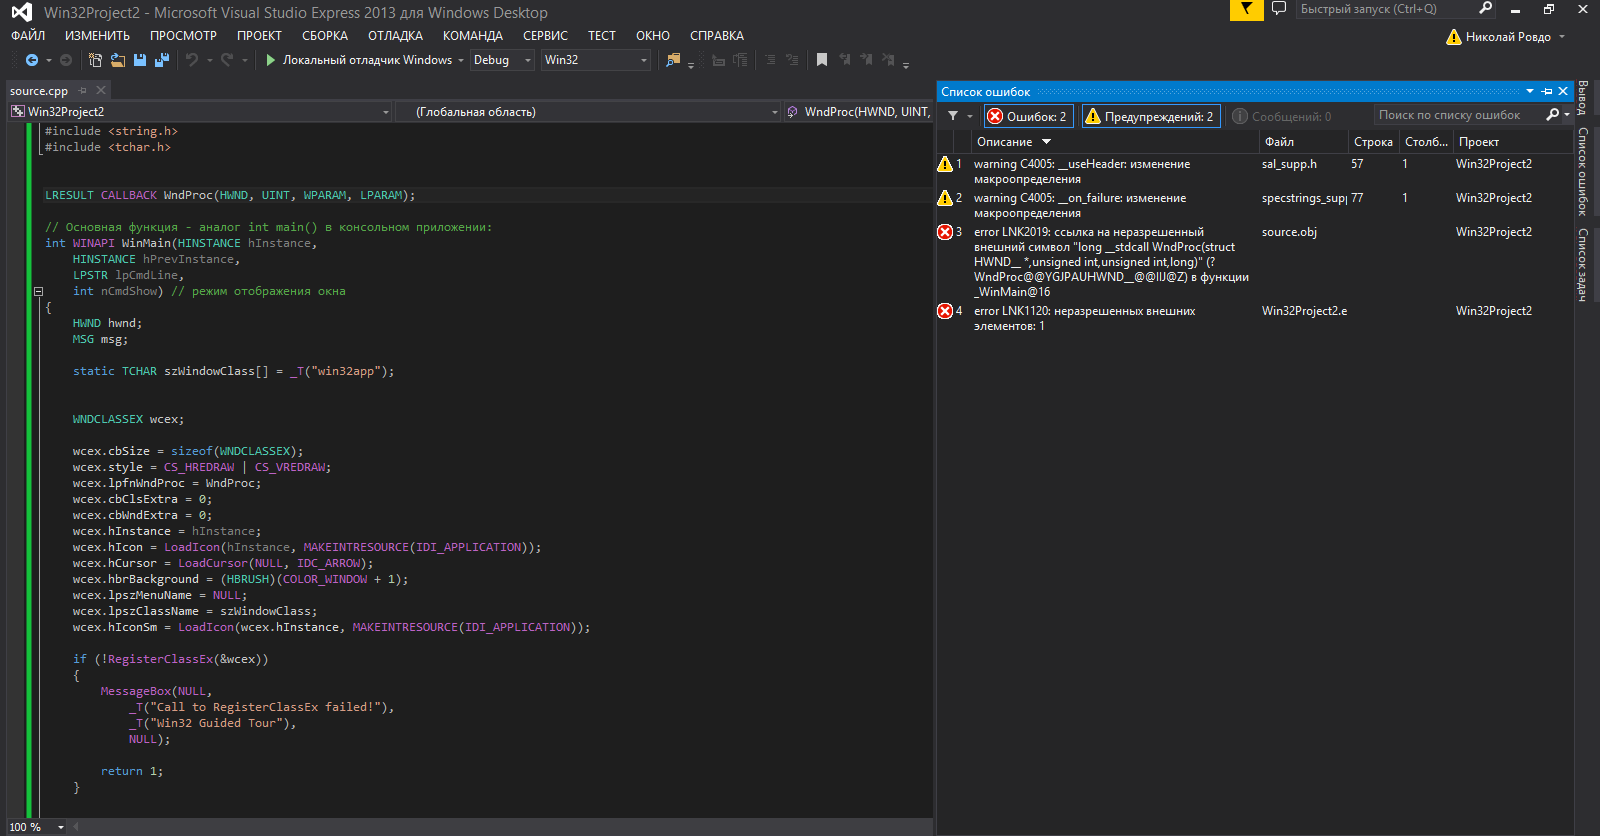 Win32Project2 - Microsoft Visual Studio Express 2013 для Windows Desktop
Быстрый запуск (Ctrl+Q)
ФАЙЛ ИЗМЕНИТЬ ПРОСМОТР ПРОЕКТ СБОРКА ОТЛАДКА КОМАНДА СЕРВИС ТЕСТ ОКНО СПРАВКА
Николай Ровдо
Локальный отладчик Windows Debug Win32
source.cpp
Win32Project2 (Глобальная область) WndProc(HWND, UINT,
#include <string.h>
#include <tchar.h>
LRESULT CALLBACK WndProc(HWND, UINT, WPARAM, LPARAM);
// Основная функция - аналог int main() в консольном приложении:
int WINAPI WinMain(HINSTANCE hInstance,
HINSTANCE hPrevInstance,
LPSTR lpCmdLine,
int nCmdShow) // режим отображения окна
{
HWND hwnd;
MSG msg;
static TCHAR szWindowClass[] = _T("win32app");
WNDCLASSEX wcex;
wcex.cbSize = sizeof(WNDCLASSEX);
wcex.style = CS_HREDRAW | CS_VREDRAW;
wcex.lpfnWndProc = WndProc;
wcex.cbClsExtra = 0;
wcex.cbWndExtra = 0;
wcex.hInstance = hInstance;
wcex.hIcon = LoadIcon(hInstance, MAKEINTRESOURCE(IDI_APPLICATION));
wcex.hCursor = LoadCursor(NULL, IDC_ARROW);
wcex.hbrBackground = (HBRUSH)(COLOR_WINDOW + 1);
wcex.lpszMenuName = NULL;
wcex.lpszClassName = szWindowClass;
wcex.hIconSm = LoadIcon(wcex.hInstance, MAKEINTRESOURCE(IDI_APPLICATION));
if (!RegisterClassEx(&wcex))
{
MessageBox(NULL,
_T("Call to RegisterClassEx failed!"),
_T("Win32 Guided Tour"),
NULL);
return 1;
}
100 %
Список ошибок
Ошибок: 2 Предупреждений: 2 Сообщений: 0 Поиск по списку ошибок
Описание Файл Строка Столб... Проект
1 warning C4005: __useHeader: изменение sal_supp.h 57 1 Win32Project2
макроопределения
2 warning C4005: __on_failure: изменение specstrings_supp 77 1 Win32Project2
макроопределения
3 error LNK2019: ссылка на неразрешенный source.obj Win32Project2
внешний символ "long __stdcall WndProc(struct
HWND__ *,unsigned int,unsigned int,long)" (?
WndProc@@YGJPAUHWND__@@IIJ@Z) в функции
_WinMain@16
4 error LNK1120: неразрешенных внешних Win32Project2.e Win32Project2
элементов: 1
Вывод
Список ошибок
Список задач